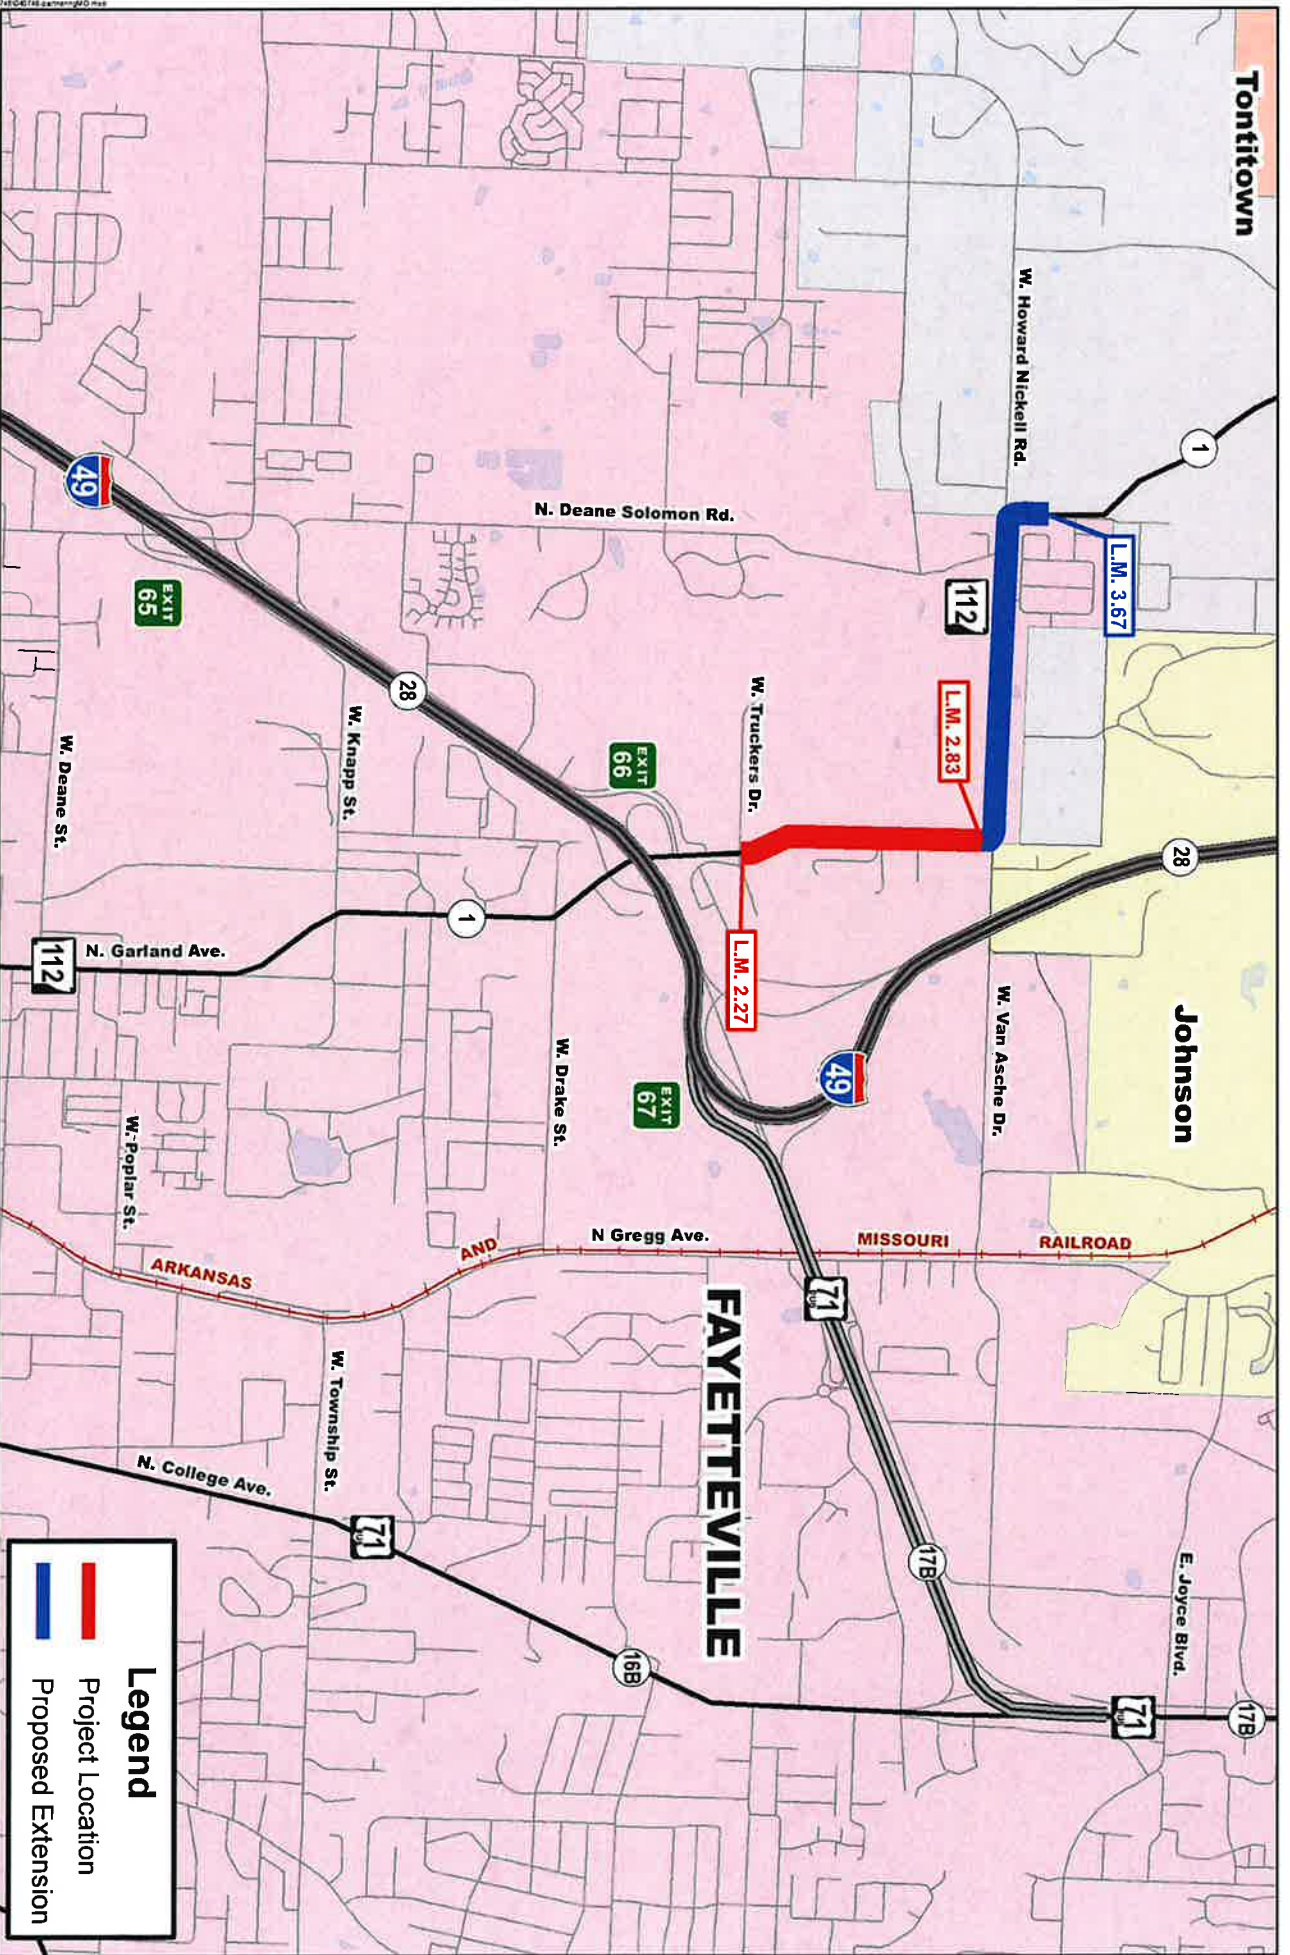 Tontitown
W. Howard Nickell Rd.
1
L.M. 3.67
112
L.M. 2.83
N. Deane Solomon Rd.
W. Truckers Dr.
49
EXIT
65
28
EXIT
66
W. Knapp St.
W. Deane St.
28
Johnson
W. Van Asche Dr.
L.M. 2.27
49
EXIT
67
1
N. Garland Ave.
112
W. Drake St.
W. Poplar St.
N Gregg Ave.
ARKANSAS
AND
MISSOURI
RAILROAD
71
FAYETTEVILLE
W. Township St.
N. College Ave.
71
17B
16B
E. Joyce Blvd.
71
17B
Legend
Project Location
Proposed Extension